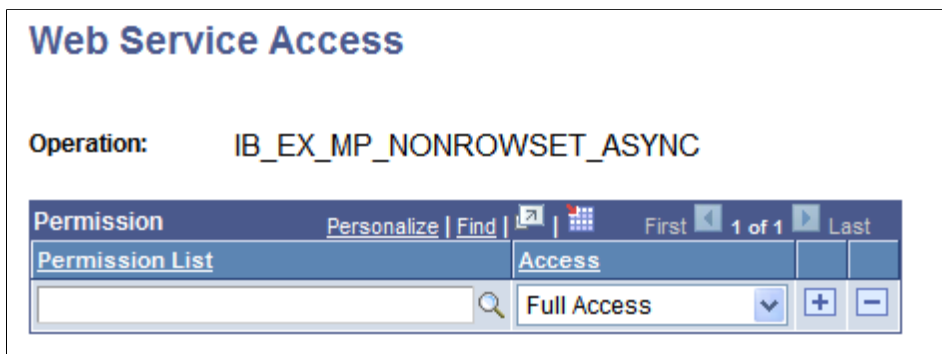 Web Service Access
Operation: IB_EX_MP_NONROWSET_ASYNC
Permission Personalize | Find | | First 1 of 1 Last
Permission List Access
Full Access